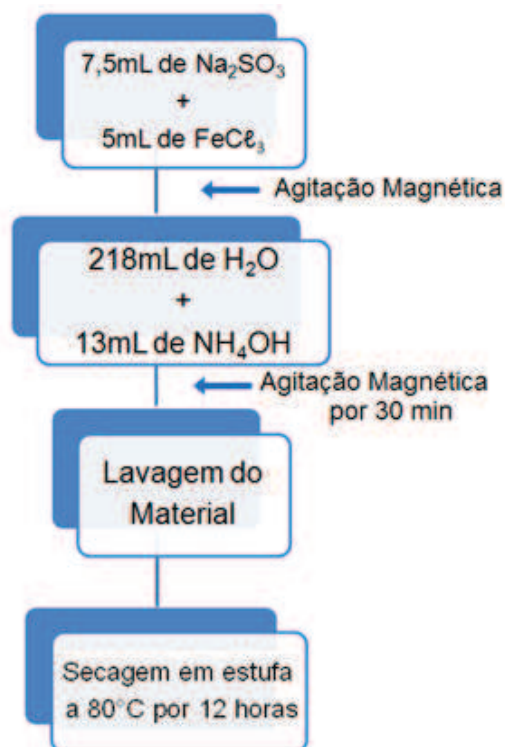 7,5mL de Na₂SO₃
+
5mL de FeCℓ₃
Agitação Magnética
218mL de H₂O
+
13mL de NH₄OH
Agitação Magnética
por 30 min
Lavagem do
Material
Secagem em estufa
a 80°C por 12 horas